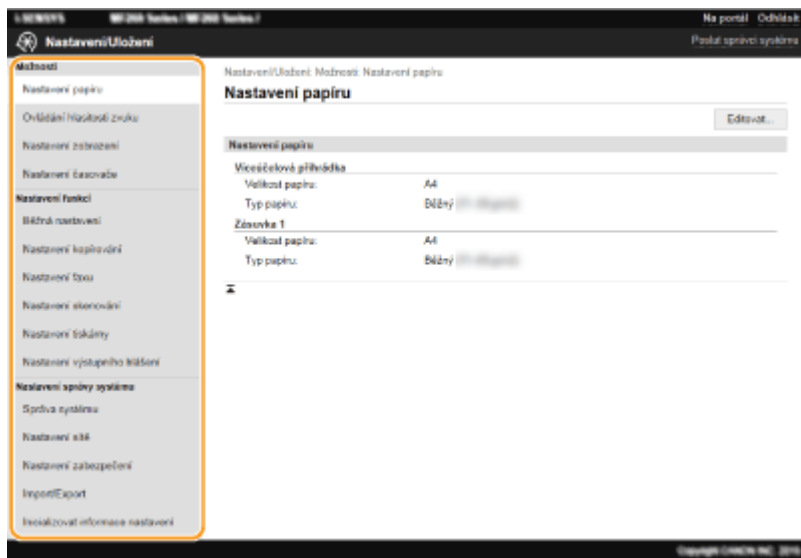 Na portál Odhlásit
Nastavení/Uložení
Poslat správci systému
Možnosti
Nastavení papíru
Ovládání hlasitosti zvuku
Nastavení zobrazení
Nastavení časovače
Nastavení funkcí
Běžná nastavení
Nastavení kopírování
Nastavení faxu
Nastavení skenování
Nastavení tiskárny
Nastavení výstupního hlášení
Nastavení správy systému
Správa systému
Nastavení sítě
Nastavení zabezpečení
Import/Export
Inicializovat informace nastavení
Nastavení/Uložení: Možnosti: Nastavení papíru
Nastavení papíru
Editovat...
Nastavení papíru
Víceúčelová přihrádka
Velikost papíru: A4
Typ papíru: Běžný
Zásuvka 1
Velikost papíru: A4
Typ papíru: Běžný
Copyright CANON INC.